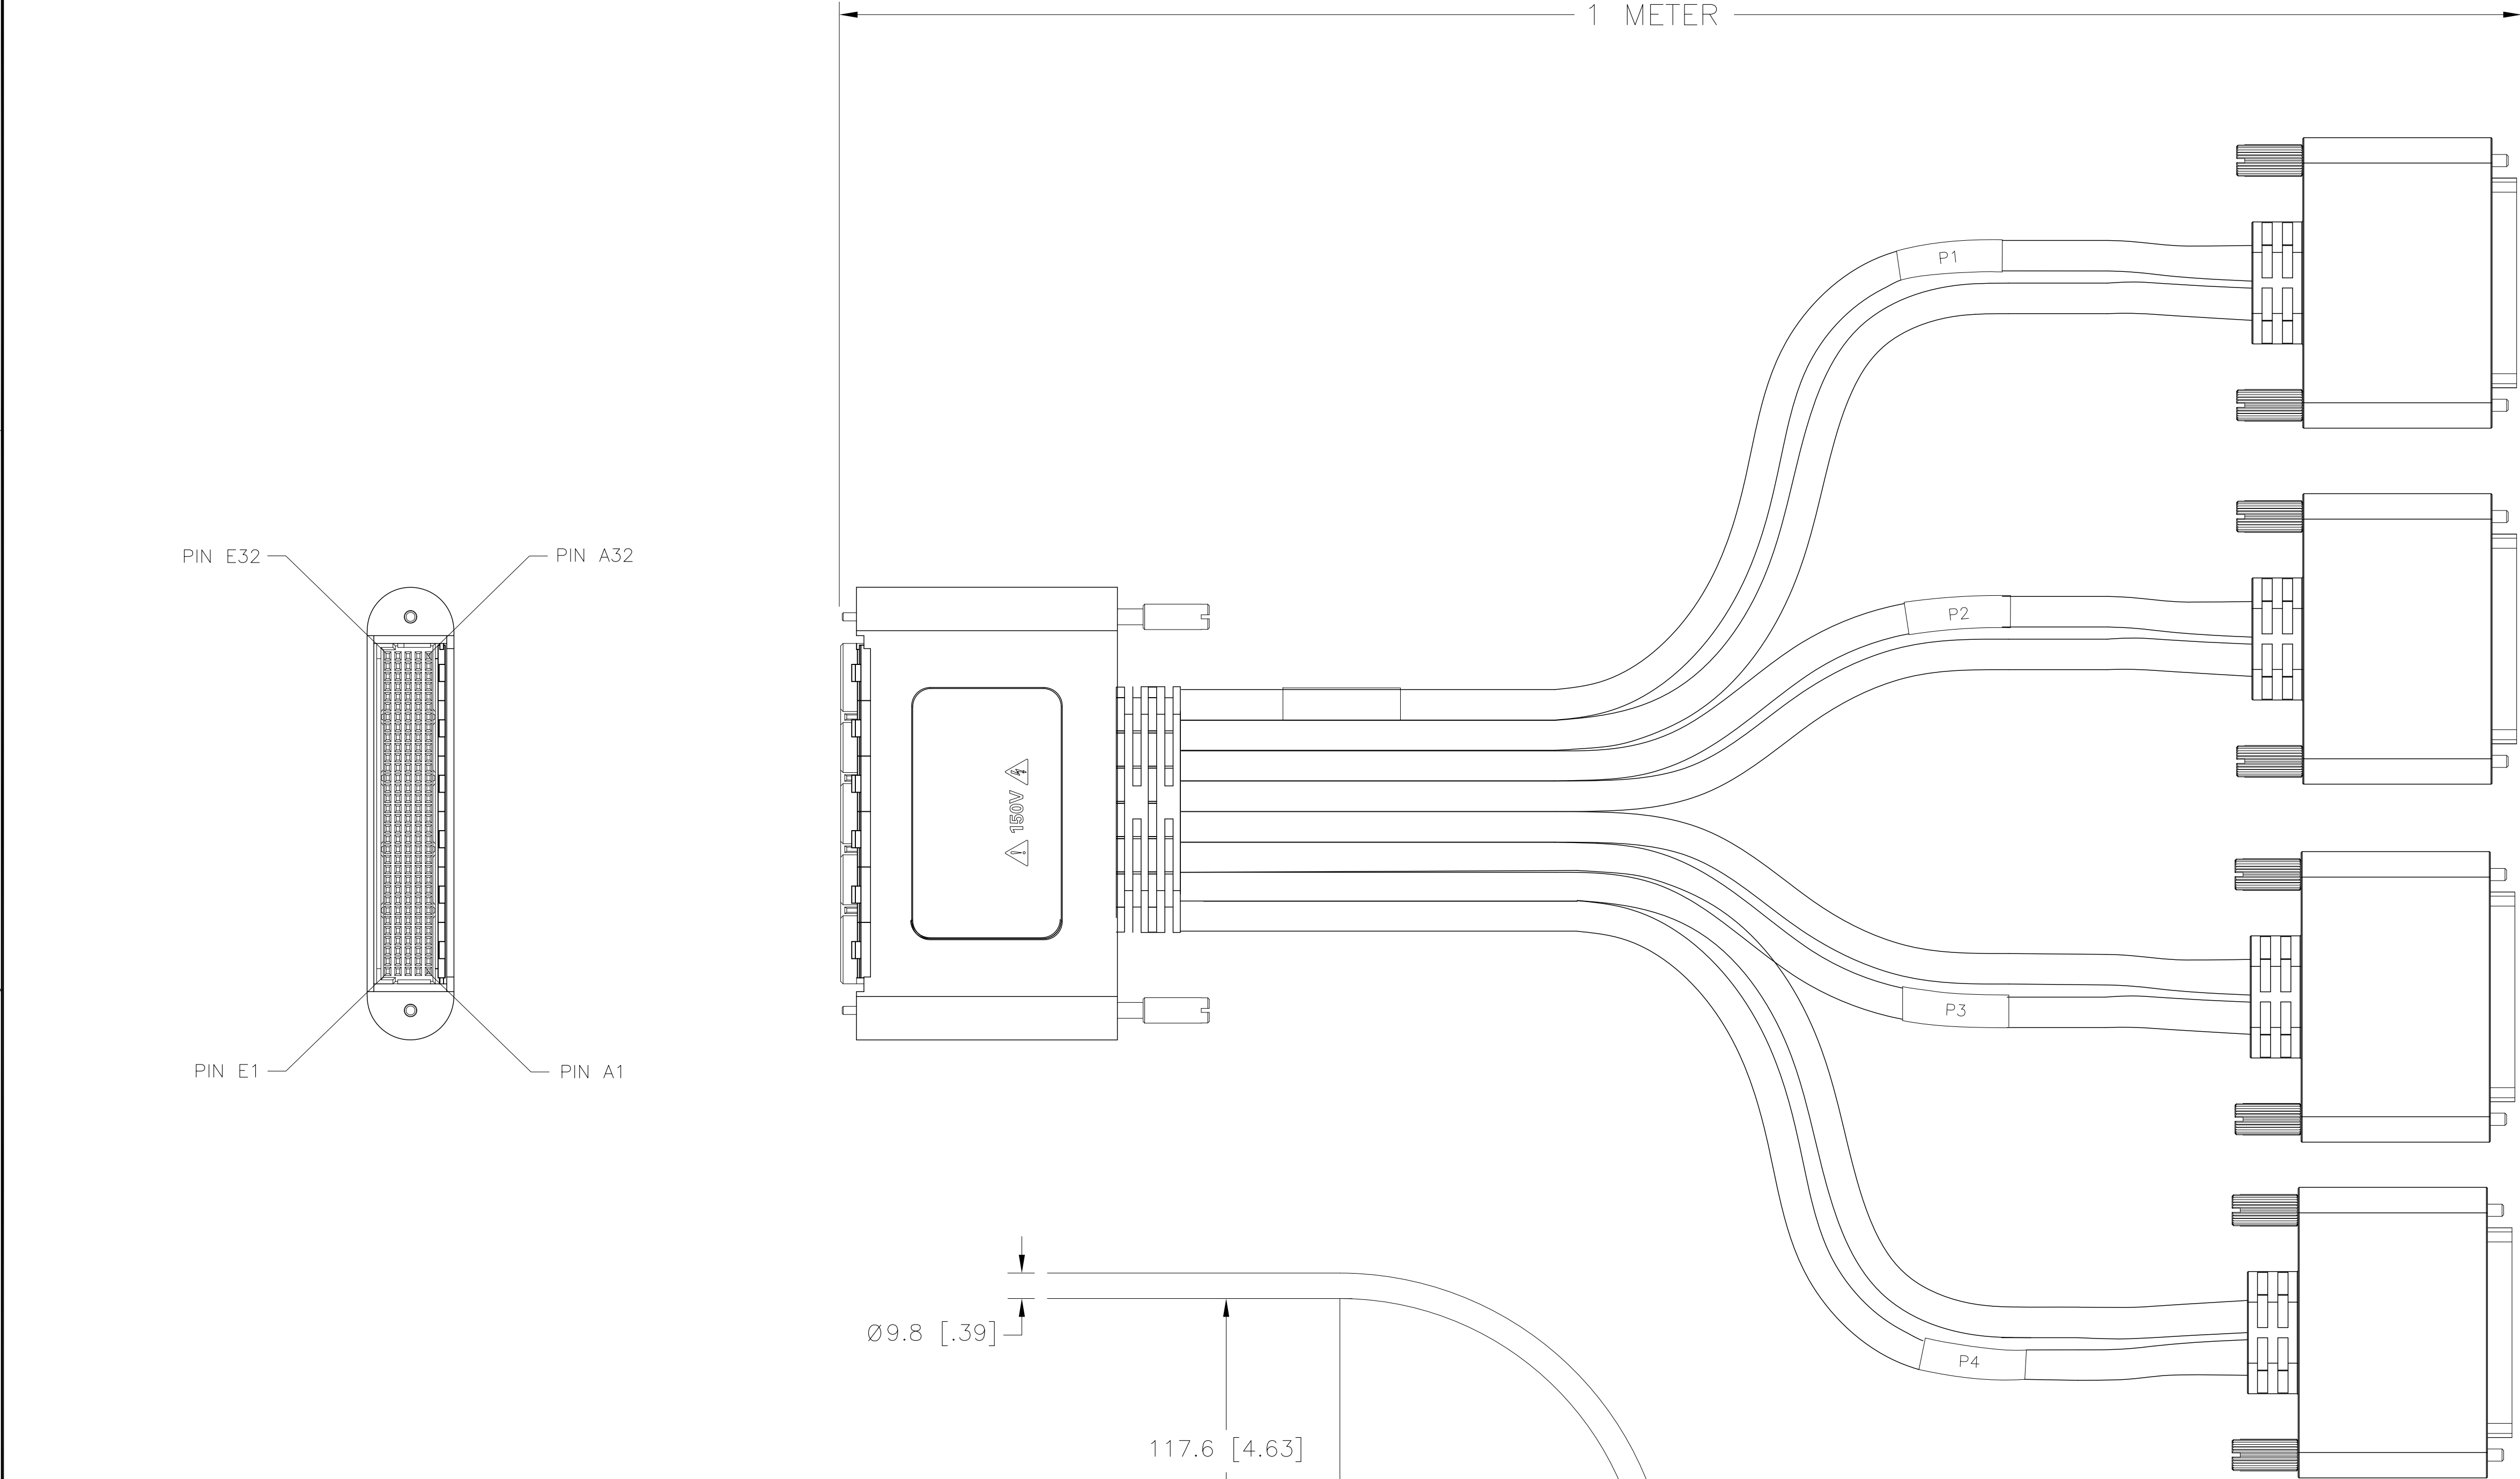 1 METER
P1
PIN E32
PIN A32
P2
150V
P3
PIN E1
PIN A1
Ø9.8 [.39]
P4
117.6 [4.63]